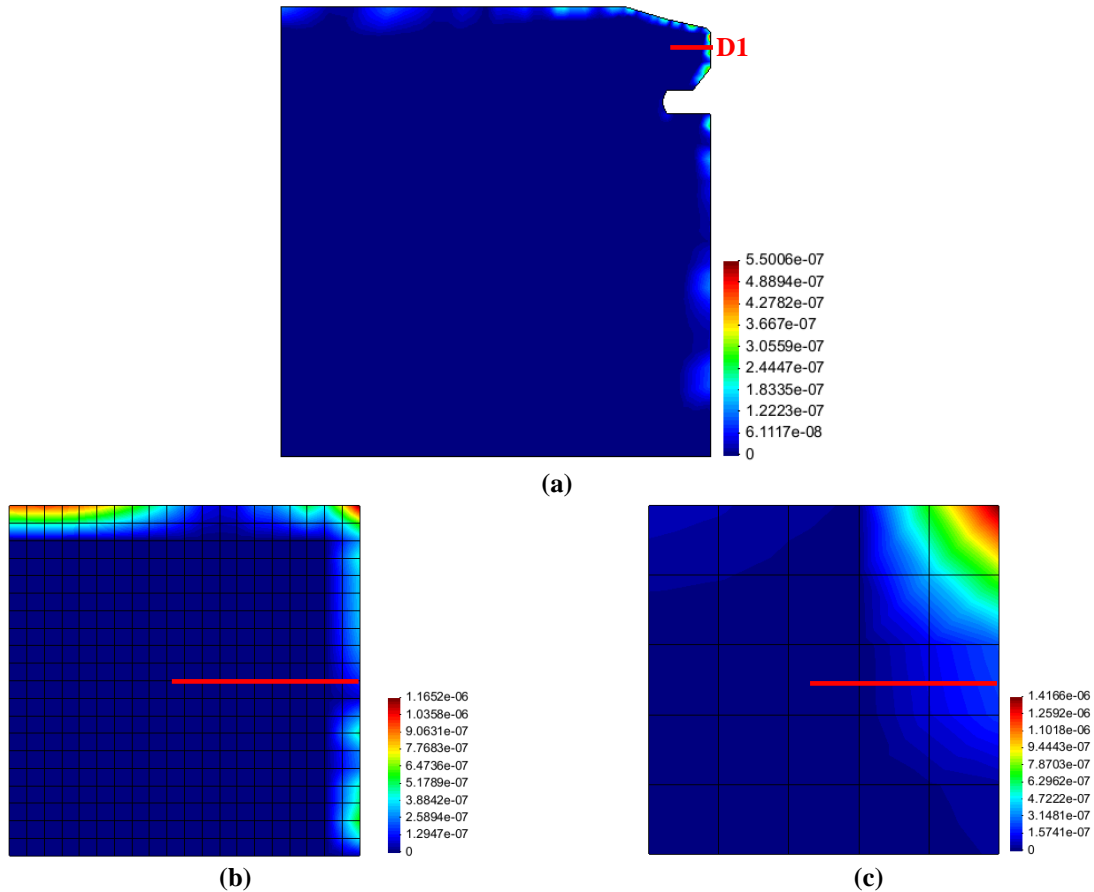 D1
5.5006e-07
4.8894e-07
4.2782e-07
3.667e-07
3.0559e-07
2.4447e-07
1.8335e-07
1.2223e-07
6.1117e-08
0
(a)
1.1652e-06
1.0358e-06
9.0631e-07
7.7683e-07
6.4736e-07
5.1789e-07
3.8842e-07
2.5894e-07
1.2947e-07
0
(b)
1.4166e-06
1.2592e-06
1.1018e-06
9.4443e-07
7.8703e-07
6.2962e-07
4.7222e-07
3.1481e-07
1.5741e-07
0
(c)